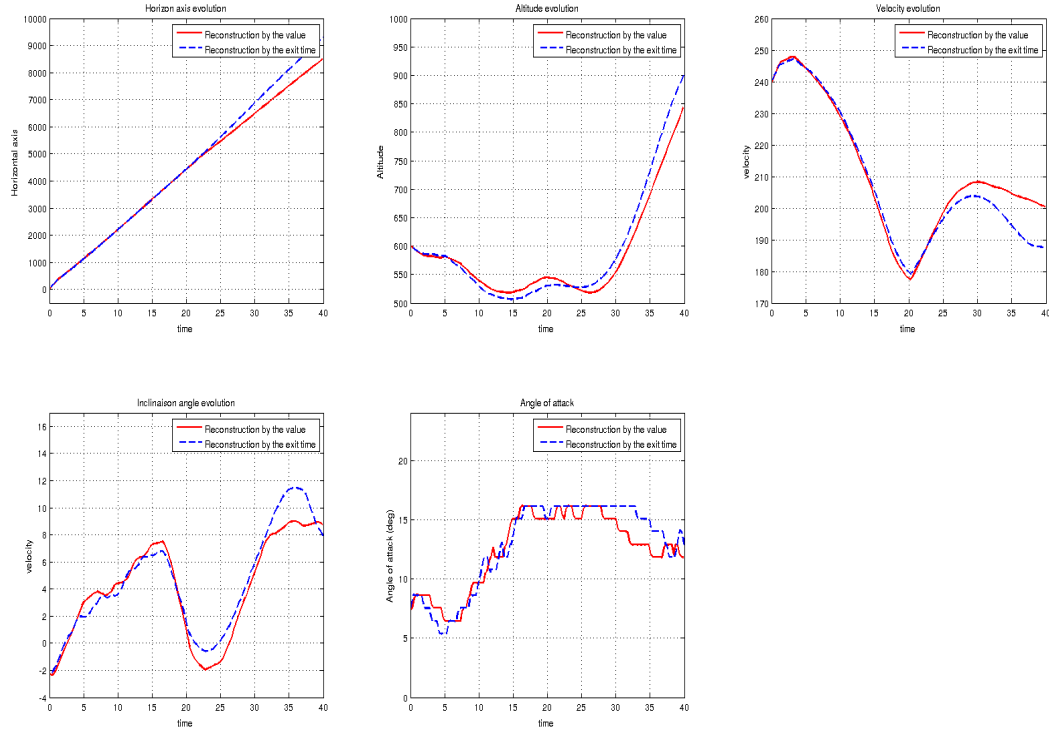 Horizon axis evolution
Reconstruction by the value
Reconstruction by the exit time
Horizontal axis
10000
9000
8000
7000
6000
5000
4000
3000
2000
1000
0
0 5 10 15 20 25 30 35 40
time
Altitude evolution
Reconstruction by the value
Reconstruction by the exit time
Altitude
1000
950
900
850
800
750
700
650
600
550
500
0 5 10 15 20 25 30 35 40
time
Velocity evolution
Reconstruction by the value
Reconstruction by the exit time
velocity
260
250
240
230
220
210
200
190
180
170
0 5 10 15 20 25 30 35 40
time
Inclinaison angle evolution
Reconstruction by the value
Reconstruction by the exit time
velocity
16
14
12
10
8
6
4
2
0
-2
-4
0 5 10 15 20 25 30 35 40
time
Angle of attack
Reconstruction by the value
Reconstruction by the exit time
Angle of attack (deg)
20
15
10
5
0
0 5 10 15 20 25 30 35 40
time